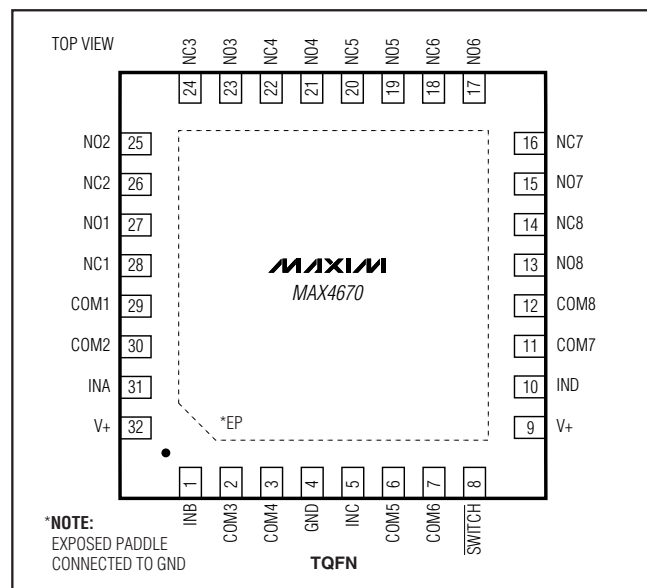 TOP VIEW
NC3 NO3 NC4 NO4 NC5 NO5 NC6 NO6
24 23 22 21 20 19 18 17
NO2 25 16 NC7
NC2 26 15 NO7
NO1 27 14 NC8
NC1 28 13 NO8
MAXIM
MAX4670
COM1 29 12 COM8
COM2 30 11 COM7
INA 31 10 IND
V+ 32 9 V+
*EP
1 2 3 4 5 6 7 8
INB COM3 COM4 GND INC COM5 COM6 SWITCH
*NOTE:
EXPOSED PADDLE
CONNECTED TO GND
TQFN